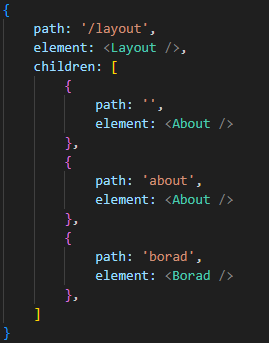 {
    path: '/layout',
    element: <Layout />,
    children: [
        {
            path: '',
            element: <About />
        },
        {
            path: 'about',
            element: <About />
        },
        {
            path: 'borad',
            element: <Borad />
        },
    ]
}